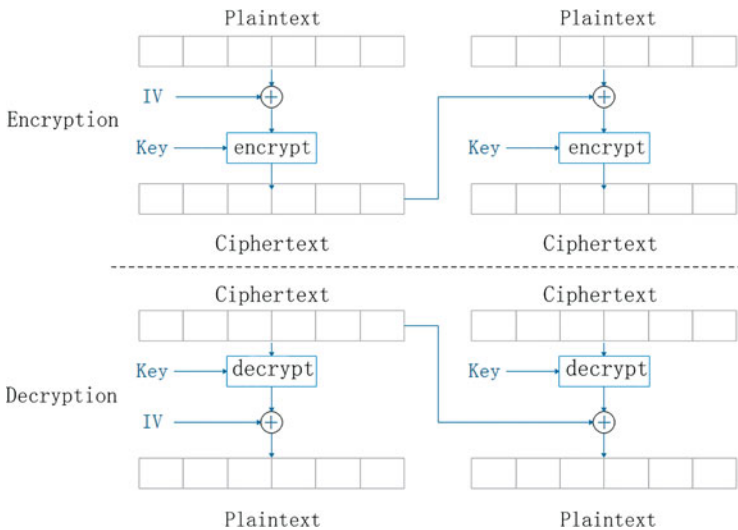 Plaintext Plaintext
IV
Encryption
Key encrypt Key encrypt
Ciphertext Ciphertext
Ciphertext Ciphertext
Key decrypt Key decrypt
Decryption
IV
Plaintext Plaintext